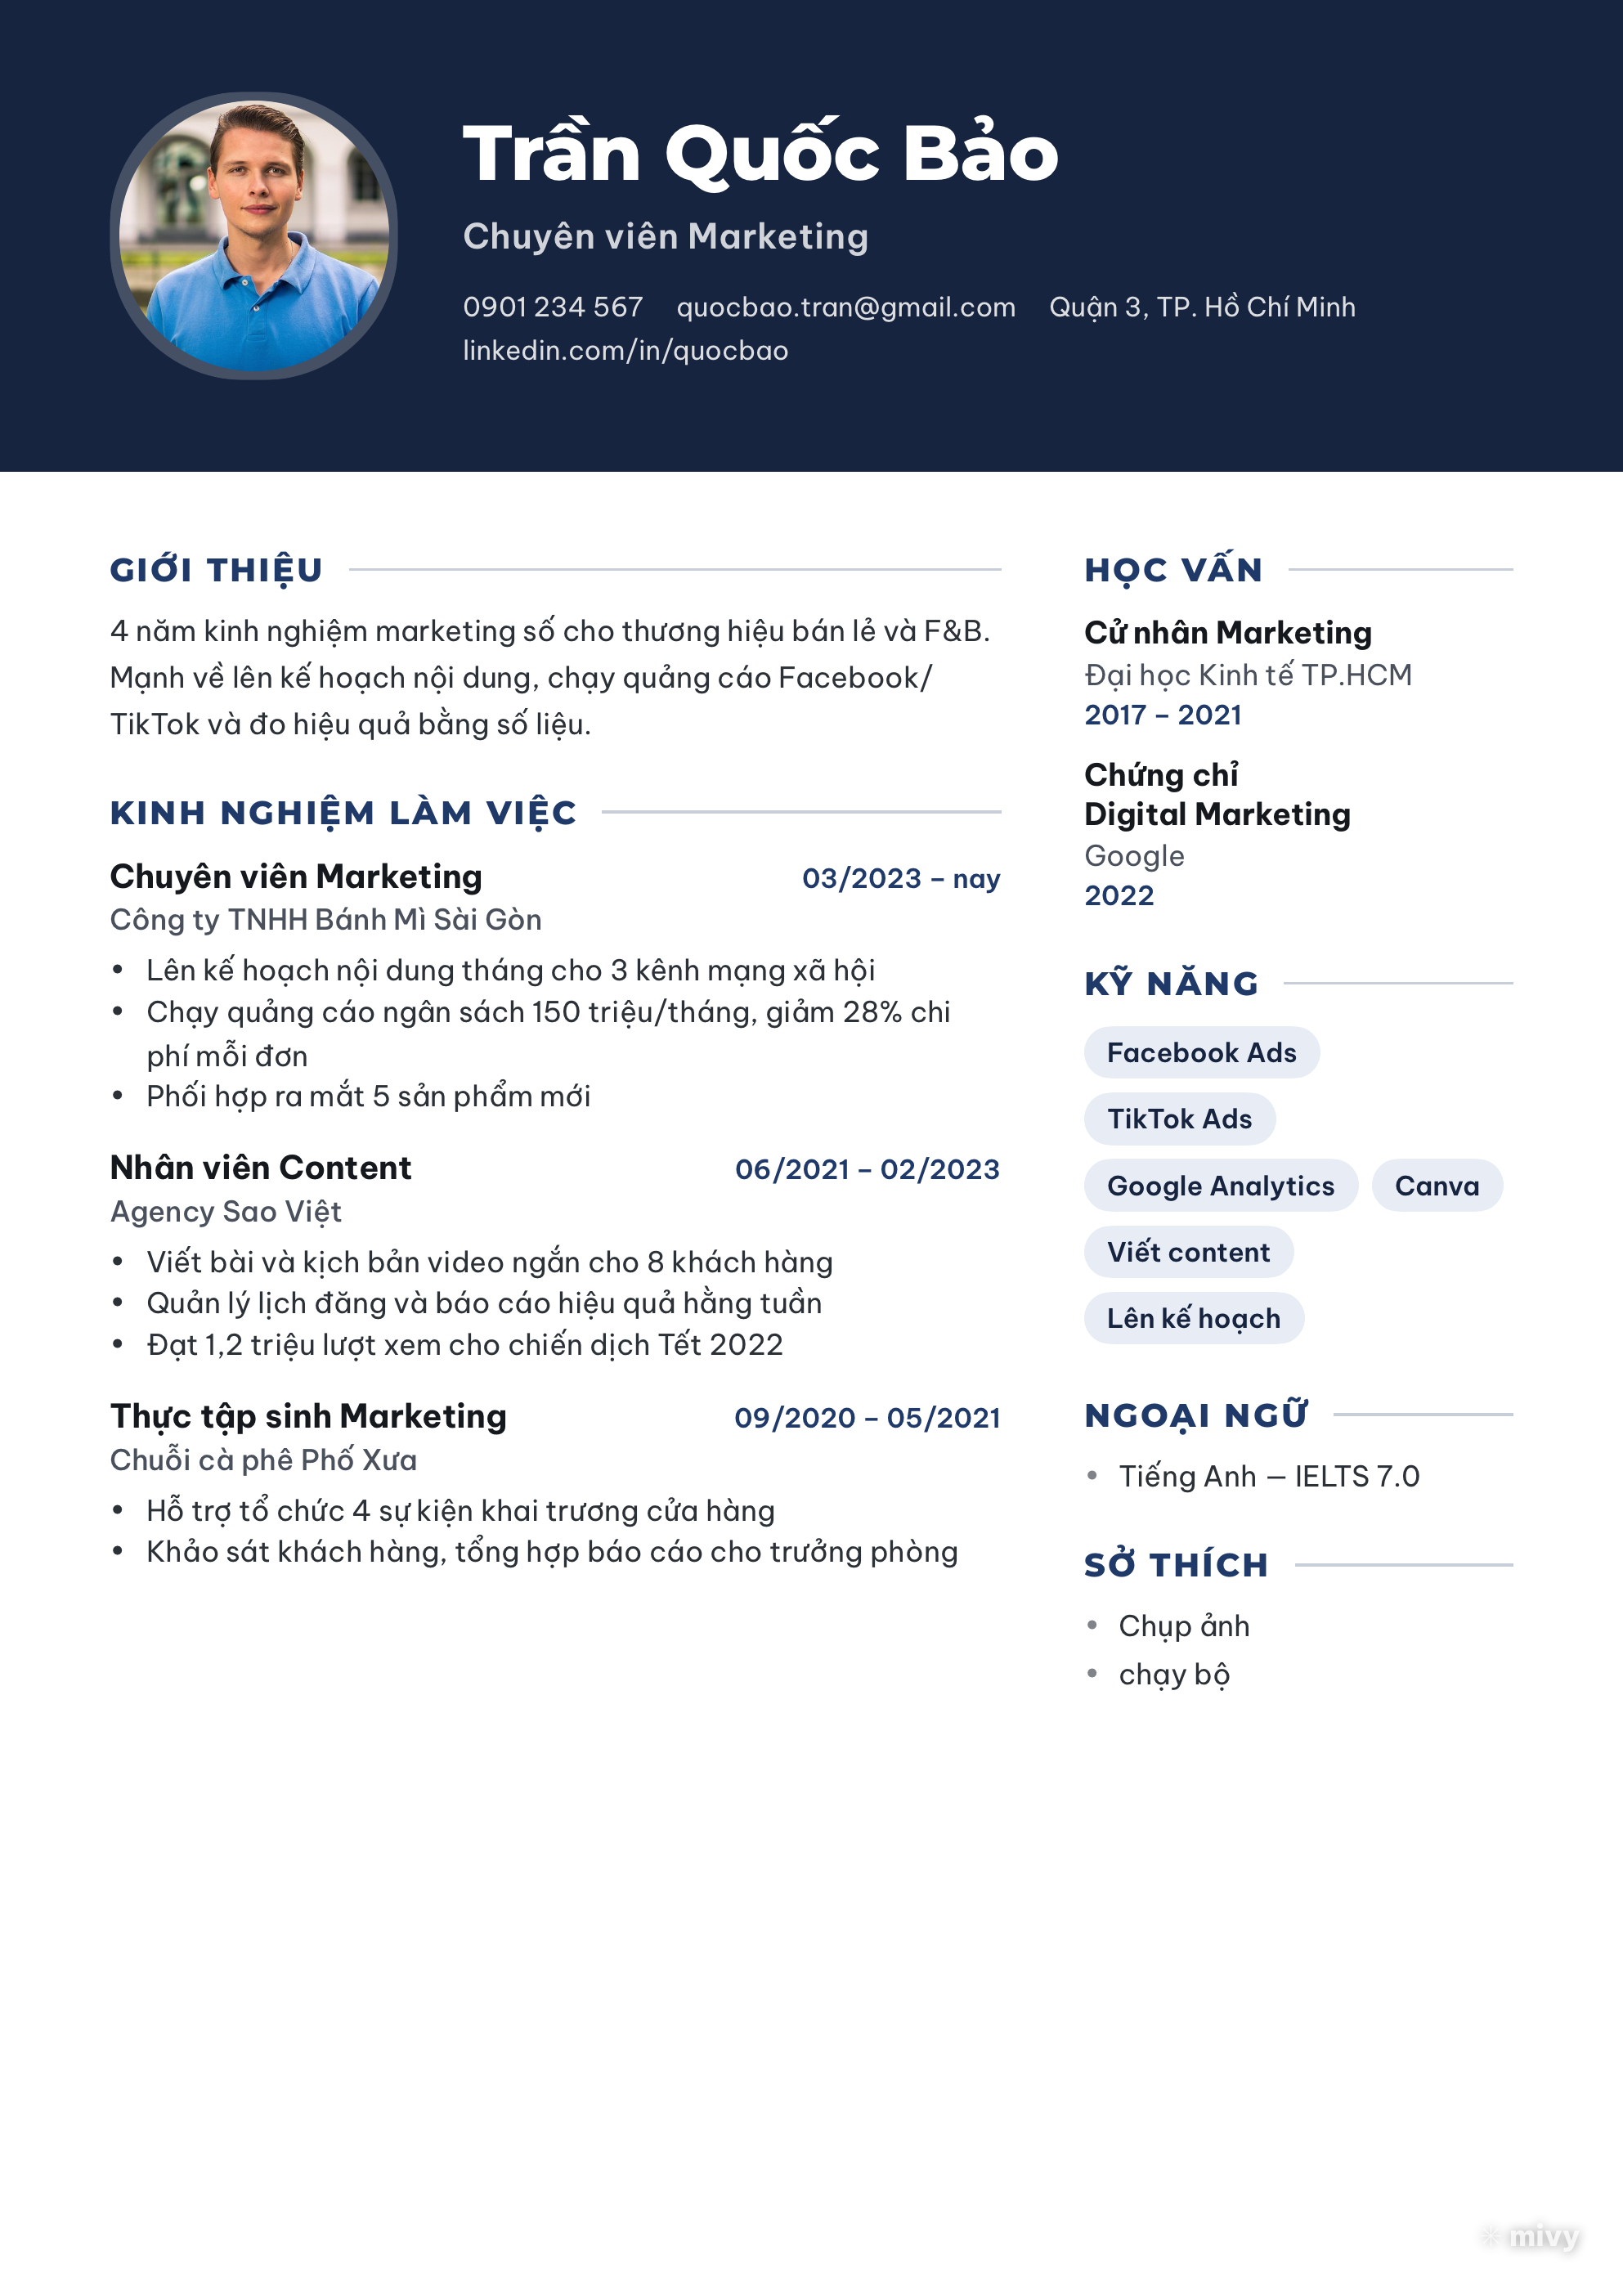 Trần Quốc Bảo
Chuyên viên Marketing
0901 234 567 quocbao.tran@gmail.com Quận 3, TP. Hồ Chí Minh
linkedin.com/in/quocbao
GIỚI THIỆU
4 năm kinh nghiệm marketing số cho thương hiệu bán lẻ và F&B.
Mạnh về lên kế hoạch nội dung, chạy quảng cáo Facebook/
TikTok và đo hiệu quả bằng số liệu.
KINH NGHIỆM LÀM VIỆC
Chuyên viên Marketing 03/2023 – nay
Công ty TNHH Bánh Mì Sài Gòn
• Lên kế hoạch nội dung tháng cho 3 kênh mạng xã hội
• Chạy quảng cáo ngân sách 150 triệu/tháng, giảm 28% chi
phí mỗi đơn
• Phối hợp ra mắt 5 sản phẩm mới
Nhân viên Content 06/2021 – 02/2023
Agency Sao Việt
• Viết bài và kịch bản video ngắn cho 8 khách hàng
• Quản lý lịch đăng và báo cáo hiệu quả hằng tuần
• Đạt 1,2 triệu lượt xem cho chiến dịch Tết 2022
Thực tập sinh Marketing 09/2020 – 05/2021
Chuỗi cà phê Phố Xưa
• Hỗ trợ tổ chức 4 sự kiện khai trương cửa hàng
• Khảo sát khách hàng, tổng hợp báo cáo cho trưởng phòng
HỌC VẤN
Cử nhân Marketing
Đại học Kinh tế TP.HCM
2017 – 2021
Chứng chỉ
Digital Marketing
Google
2022
KỸ NĂNG
Facebook Ads
TikTok Ads
Google Analytics Canva
Viết content
Lên kế hoạch
NGOẠI NGỮ
• Tiếng Anh — IELTS 7.0
SỞ THÍCH
• Chụp ảnh
• chạy bộ
mivy